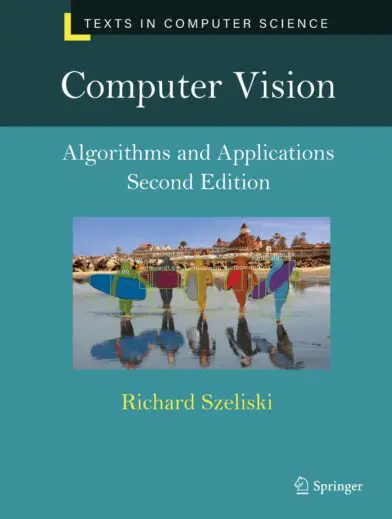 TEXTS IN COMPUTER SCIENCE
Computer Vision
Algorithms and Applications
Second Edition
Richard Szeliski
Springer